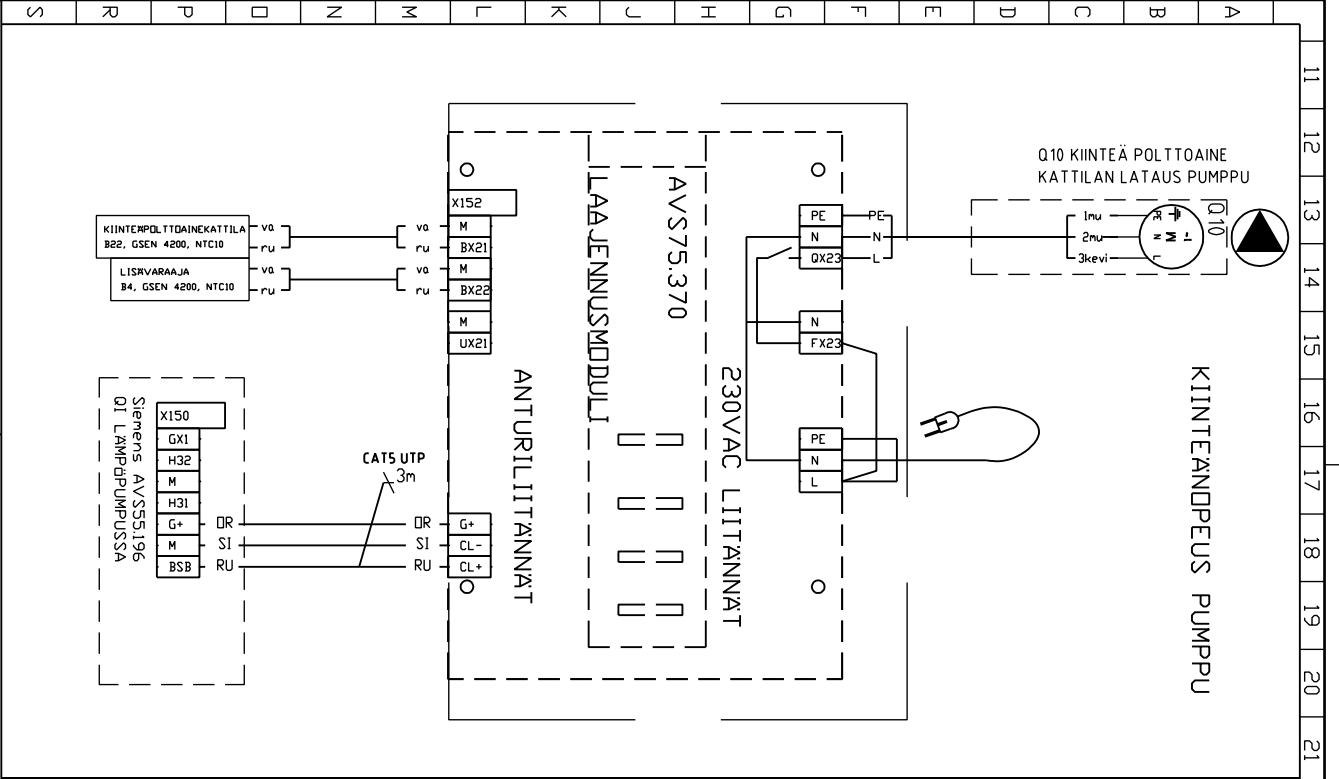 S R P O N M L K J H G F E D C B A
11
12
13
14
15
16
17
18
19
20
21
Q10 KIINTEÄ POLTTOAINE
KATTILAN LATAUS PUMPPU
Q10
1mu
2mu
3kevi
PE
N
L
M
1~
KIINTEÄNOPEUS PUMPPU
PE
N
QX23
PE
N
L
N
FX23
PE
N
L
230VAC LIITÄNNÄT
AVS75.370
LAAJENNUSMODULI
ANTURILIITÄNNÄT
X152
M
BX21
M
BX22
M
UX21
va
ru
va
ru
va
ru
va
ru
KIINTEÄPOLTTOAINEKATTILA
B22, GSEN 4200, NTC10
LISÄVARAAJA
B4, GSEN 4200, NTC10
G+
CL-
CL+
OR
SI
RU
CAT5 UTP
3m
OR
SI
RU
X150
GX1
H32
M
H31
G+
M
BSB
Siemens AVS55.196
QI LÄMPÖPUMPUSSA